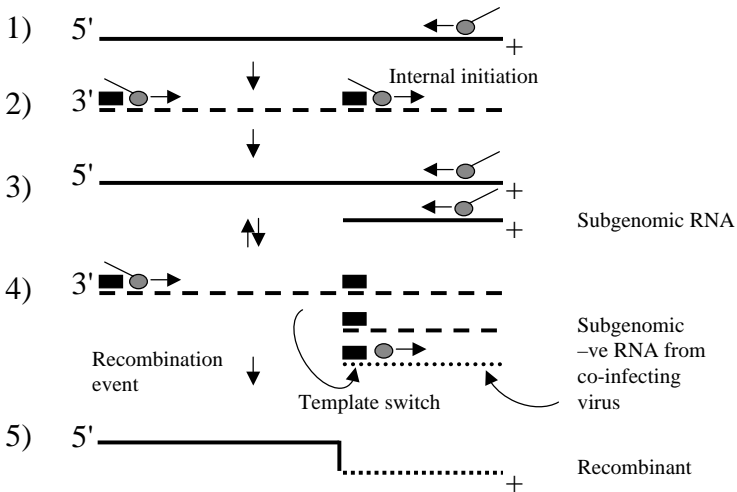 1) 5'
+
Internal initiation
2) 3'
3) 5'
+
+
Subgenomic RNA
4) 3'
Subgenomic
–ve RNA from
co-infecting
virus
Recombination
event
Template switch
5) 5'
+
Recombinant